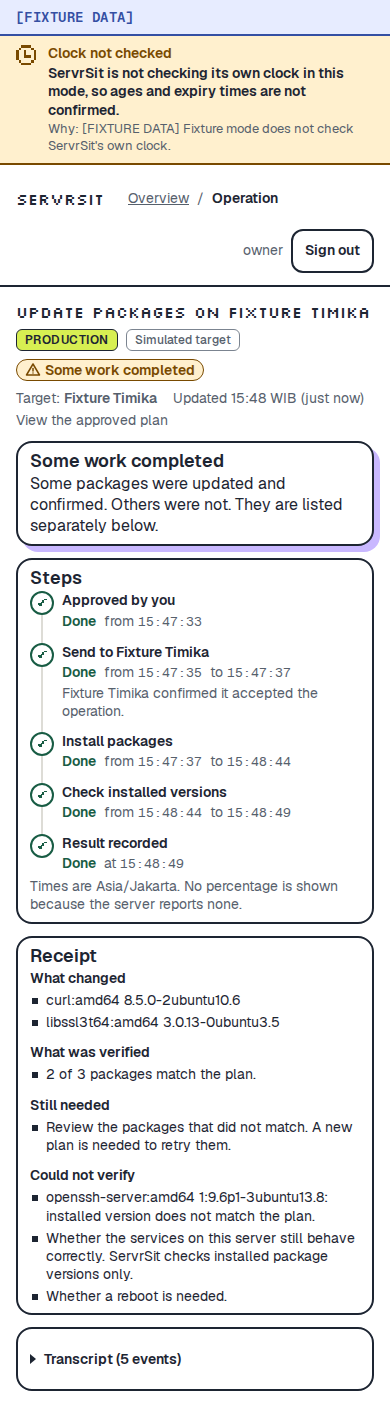 [FIXTURE DATA]
Clock not checked
ServrSit is not checking its own clock in this
mode, so ages and expiry times are not
confirmed.
Why: [FIXTURE DATA] Fixture mode does not check
ServrSit's own clock.
SERVRSIT
Overview / Operation
owner
Sign out
UPDATE PACKAGES ON FIXTURE TIMIKA
PRODUCTION
Simulated target
Some work completed
Target: Fixture Timika Updated 15:48 WIB (just now)
View the approved plan
Some work completed
Some packages were updated and
confirmed. Others were not. They are listed
separately below.
Steps
Approved by you
Done from 15:47:33
Send to Fixture Timika
Done from 15:47:35 to 15:47:37
Fixture Timika confirmed it accepted the
operation.
Install packages
Done from 15:47:37 to 15:48:44
Check installed versions
Done from 15:48:44 to 15:48:49
Result recorded
Done at 15:48:49
Times are Asia/Jakarta. No percentage is shown
because the server reports none.
Receipt
What changed
curl:amd64 8.5.0-2ubuntu10.6
libssl3t64:amd64 3.0.13-0ubuntu3.5
What was verified
2 of 3 packages match the plan.
Still needed
Review the packages that did not match. A new
plan is needed to retry them.
Could not verify
openssh-server:amd64 1:9.6p1-3ubuntu13.8:
installed version does not match the plan.
Whether the services on this server still behave
correctly. ServrSit checks installed package
versions only.
Whether a reboot is needed.
Transcript (5 events)